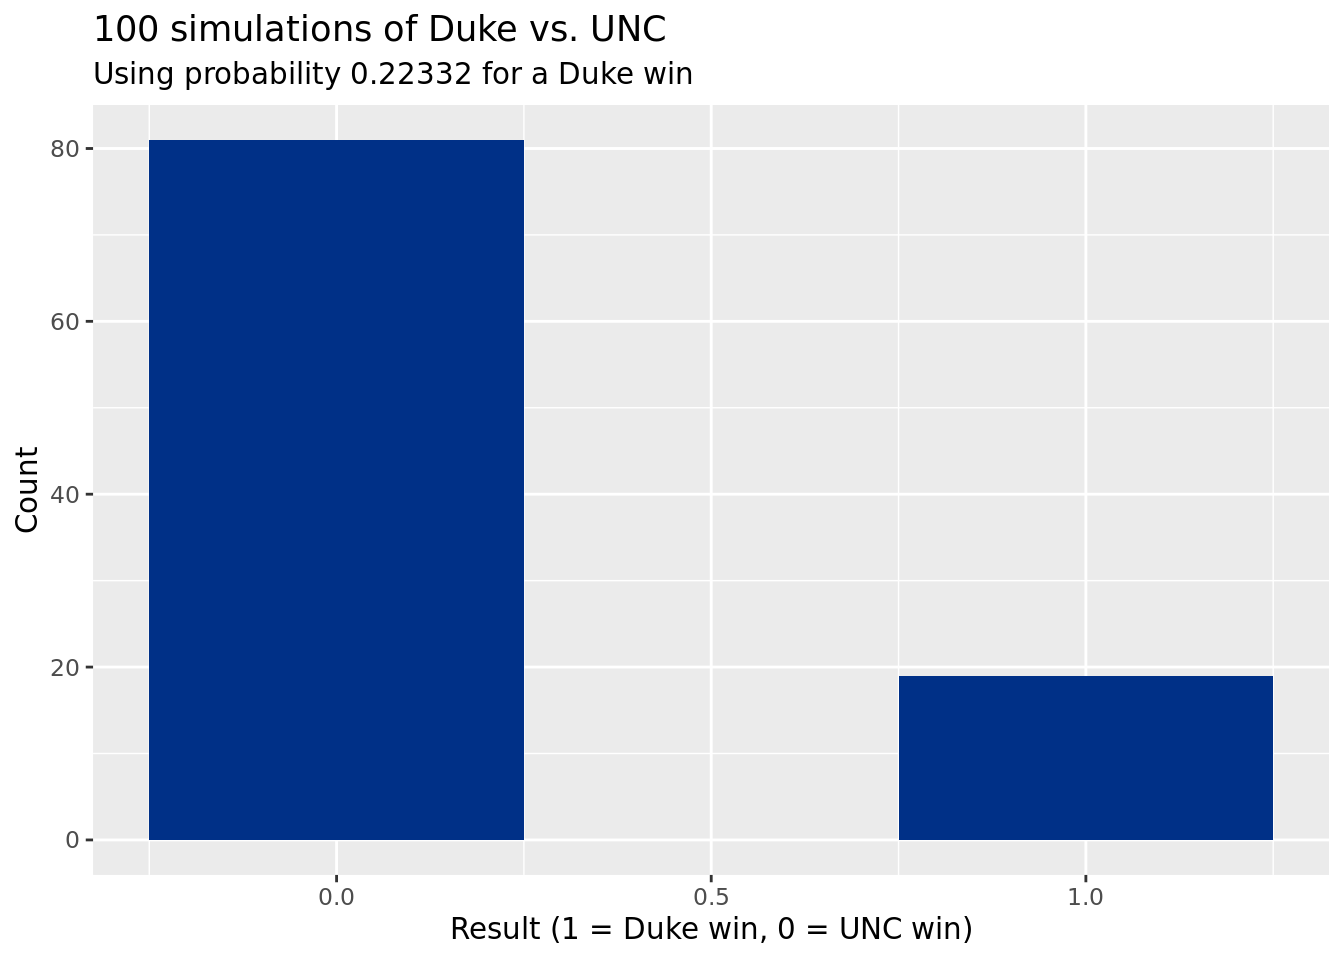 100 simulations of Duke vs. UNC
Using probability 0.22332 for a Duke win
80
60
40
20
0
Count
0.0 0.5 1.0
Result (1 = Duke win, 0 = UNC win)